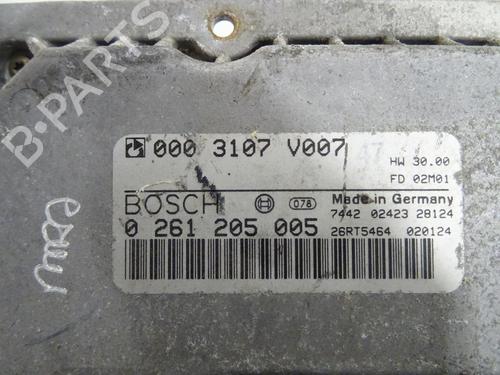 B-PARTS
000 3107 V007 47
HW 30.00
FD 02M01
BOSCH 078 Made in Germany
7442 02423 28124
0 261 205 005 26RT5464 020124